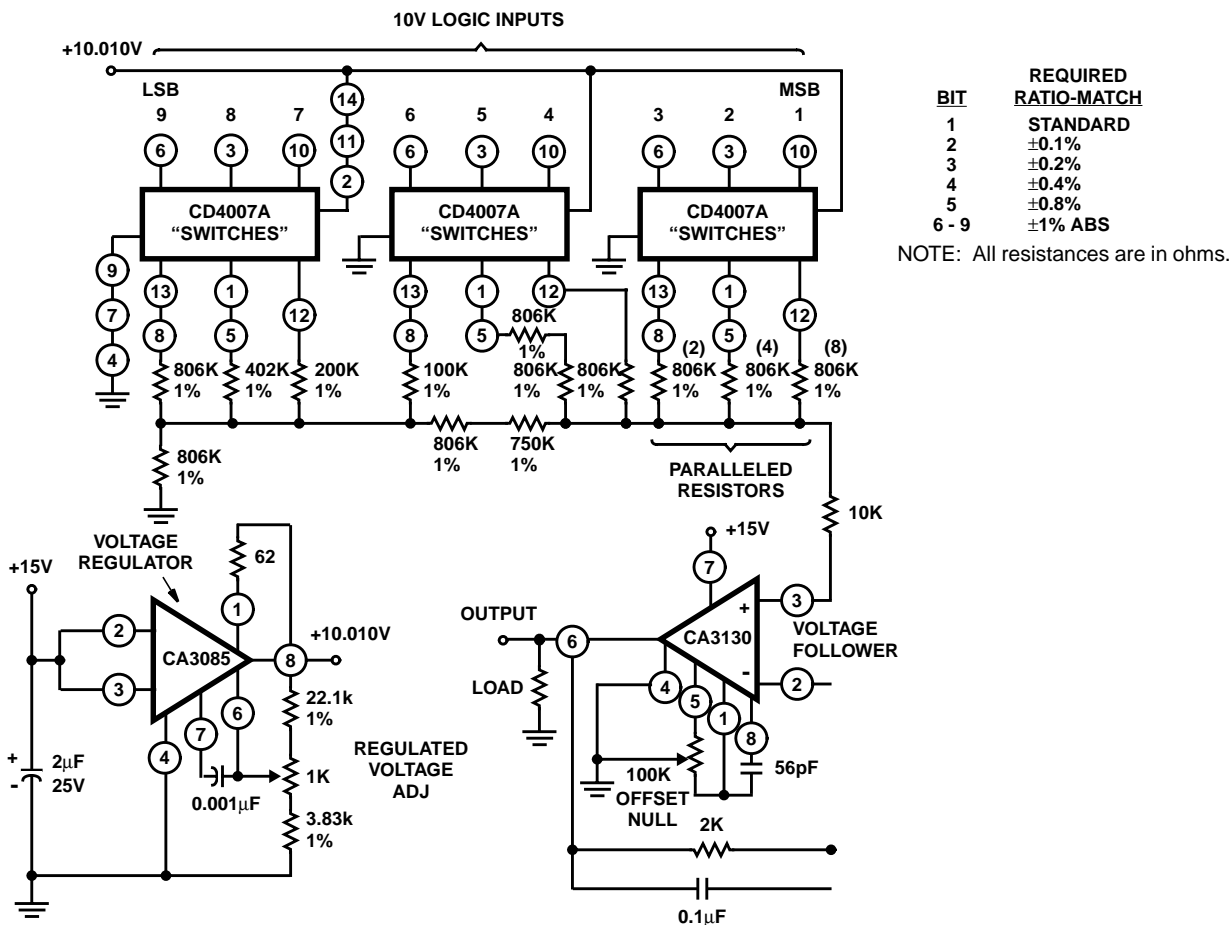 10V LOGIC INPUTS
+10.010V
LSB
MSB
9 8 7 6 5 4 3 2 1
14
11
2
6 3 10 6 3 10 6 3 10
CD4007A
“SWITCHES”
CD4007A
“SWITCHES”
CD4007A
“SWITCHES”
9
7
4
13 1 12
8 5
13 1 12
8 5
13 1 12
8 5
806K
1%
402K
1%
200K
1%
100K
1%
806K
1%
806K
1%
806K
(2)
806K
1%
(4)
806K
1%
(8)
806K
1%
806K
1%
750K
1%
806K
1%
PARALLELED
RESISTORS
10K
REQUIRED
BIT RATIO-MATCH
1 STANDARD
2 ±0.1%
3 ±0.2%
4 ±0.4%
5 ±0.8%
6 - 9 ±1% ABS
NOTE: All resistances are in ohms.
VOLTAGE
REGULATOR
+15V
62
1
2
3
CA3085
8
+10.010V
4
7
6
22.1k
1%
1K
3.83k
1%
0.001µF
+
-
2µF
25V
REGULATED
VOLTAGE
ADJ
+15V
7
OUTPUT
6
CA3130
+
-
3
2
VOLTAGE
FOLLOWER
LOAD
4
5
1
8
100K
OFFSET
NULL
56pF
2K
0.1µF